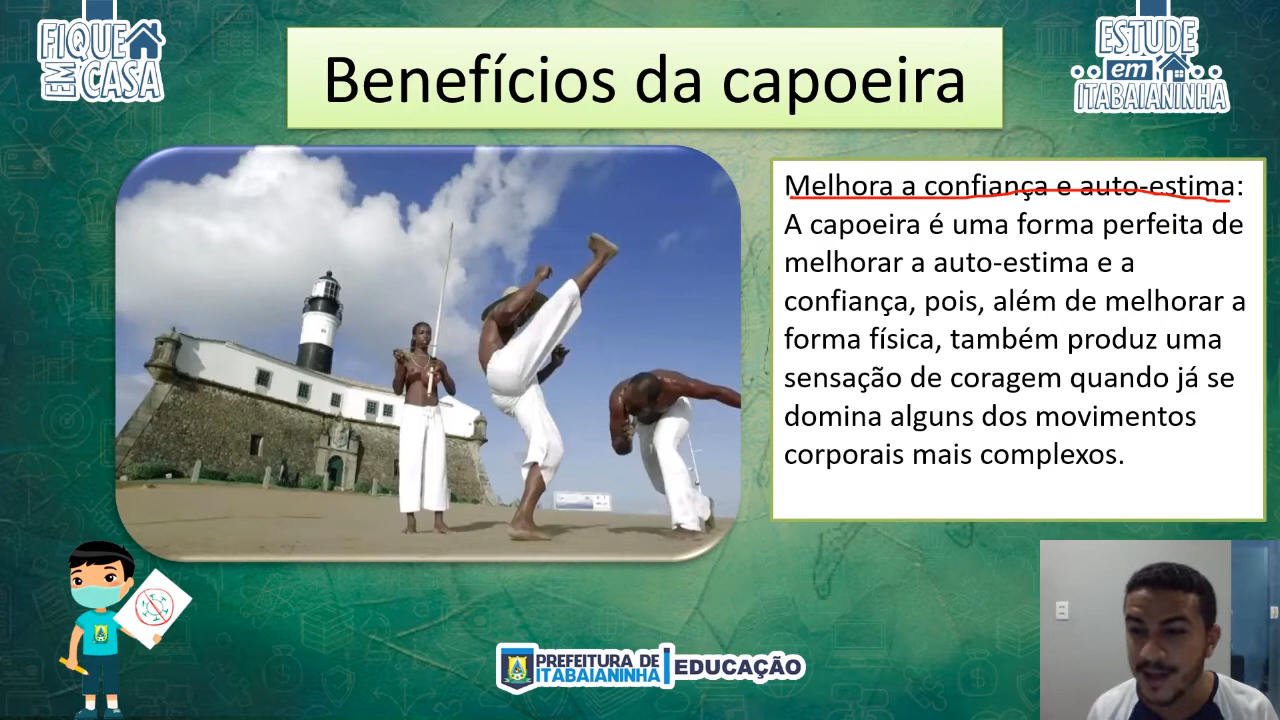 FIQUE
EM CASA
ESTUDE
em
ITABAIANINHA
Benefícios da capoeira
Melhora a confiança e auto-estima:
A capoeira é uma forma perfeita de
melhorar a auto-estima e a
confiança, pois, além de melhorar a
forma física, também produz uma
sensação de coragem quando já se
domina alguns dos movimentos
corporais mais complexos.
PREFEITURA DE
ITABAIANINHA
EDUCAÇÃO